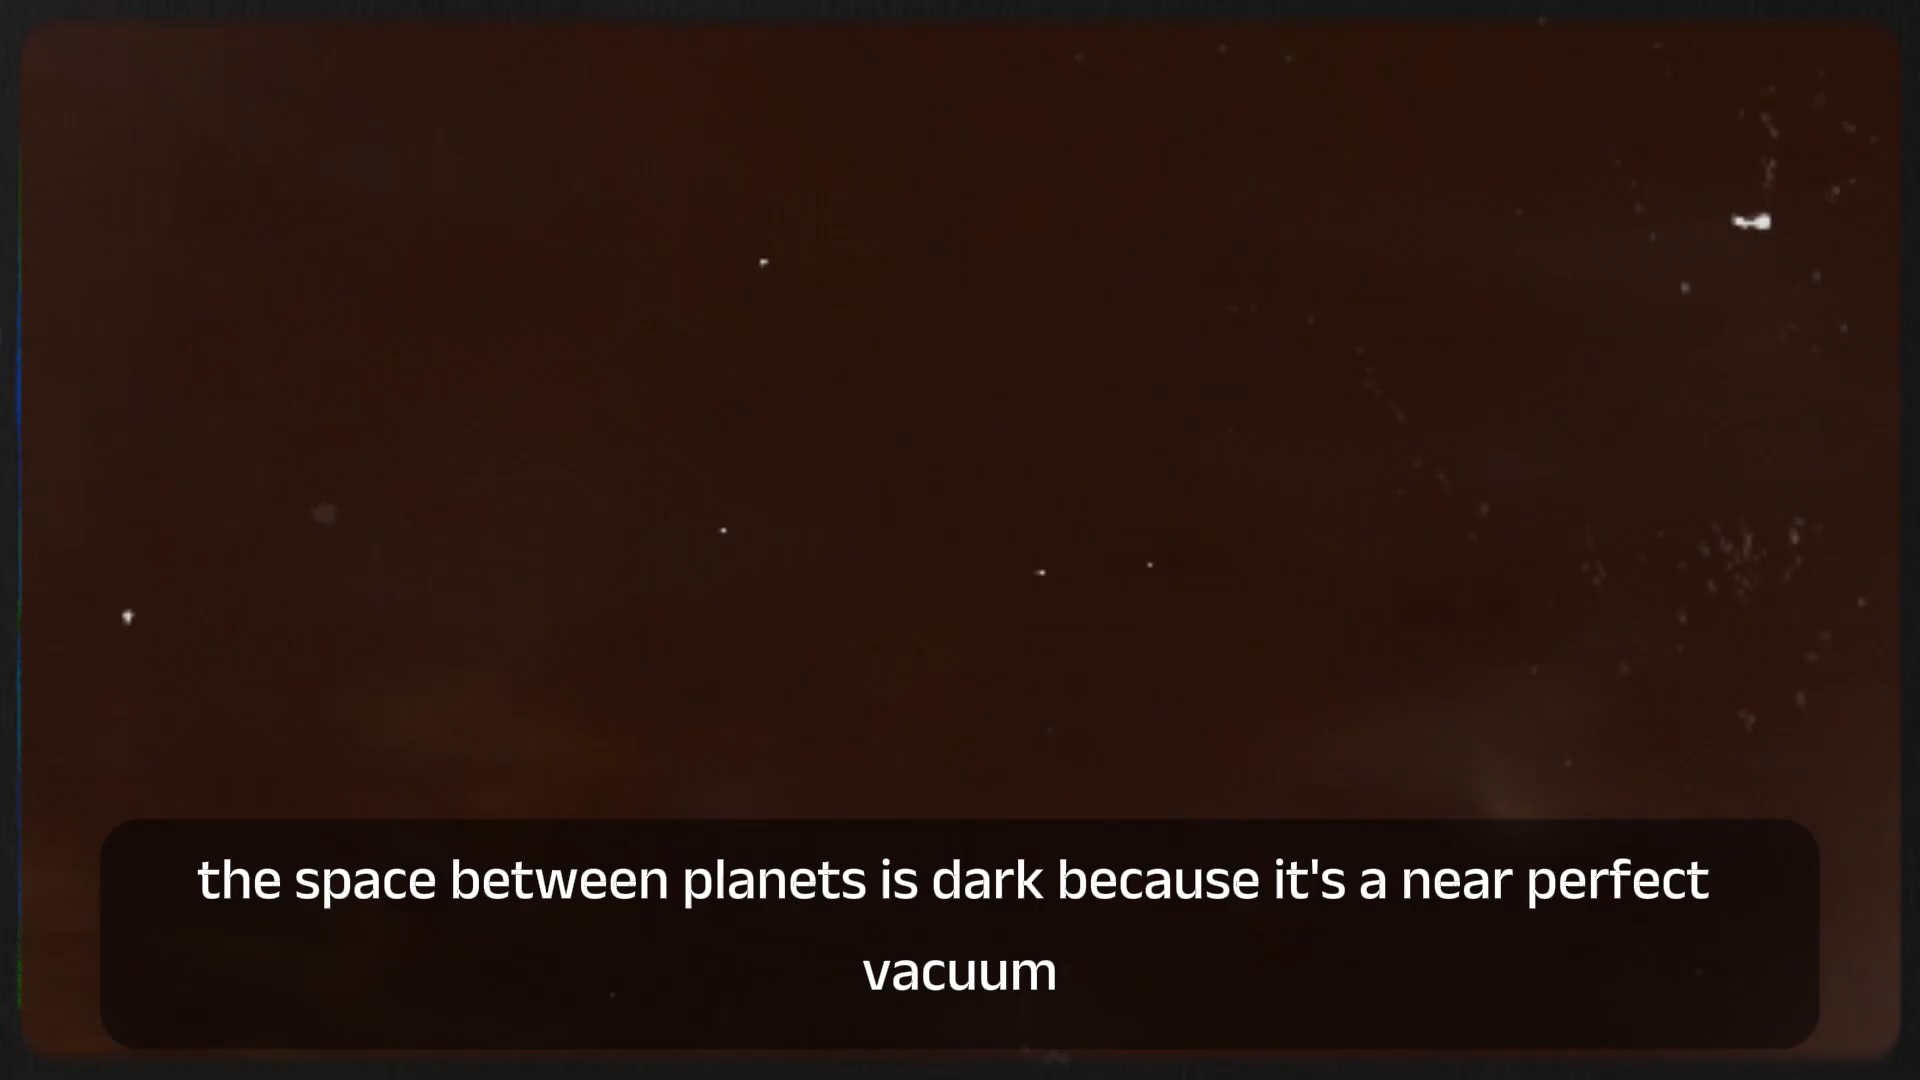 the space between planets is dark because it's a near perfect
vacuum